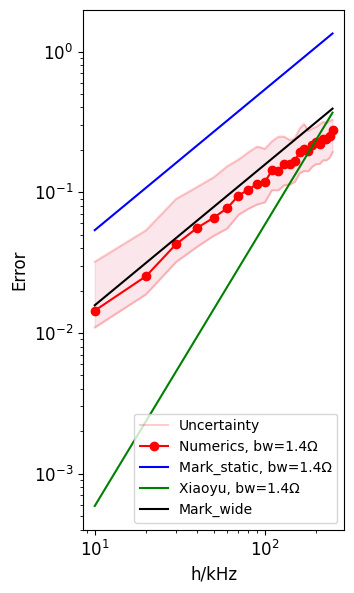 10⁰
10⁻¹
10⁻²
10⁻³
Error
Uncertainty
Numerics, bw=1.4Ω
Mark_static, bw=1.4Ω
Xiaoyu, bw=1.4Ω
Mark_wide
10¹
10²
h/kHz